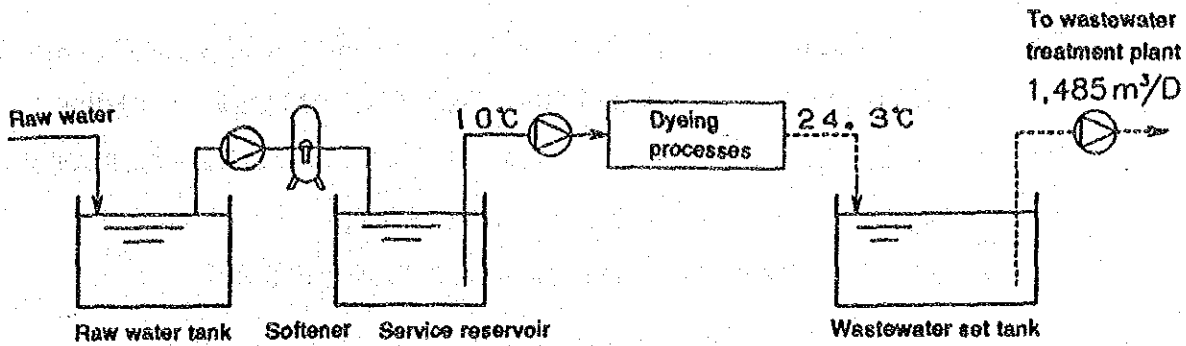 To wastewater
treatment plant
1,485 m³/D
Raw water
10℃
Dyeing
processes
24.3℃
Raw water tank
Softener
Service reservoir
Wastewater set tank